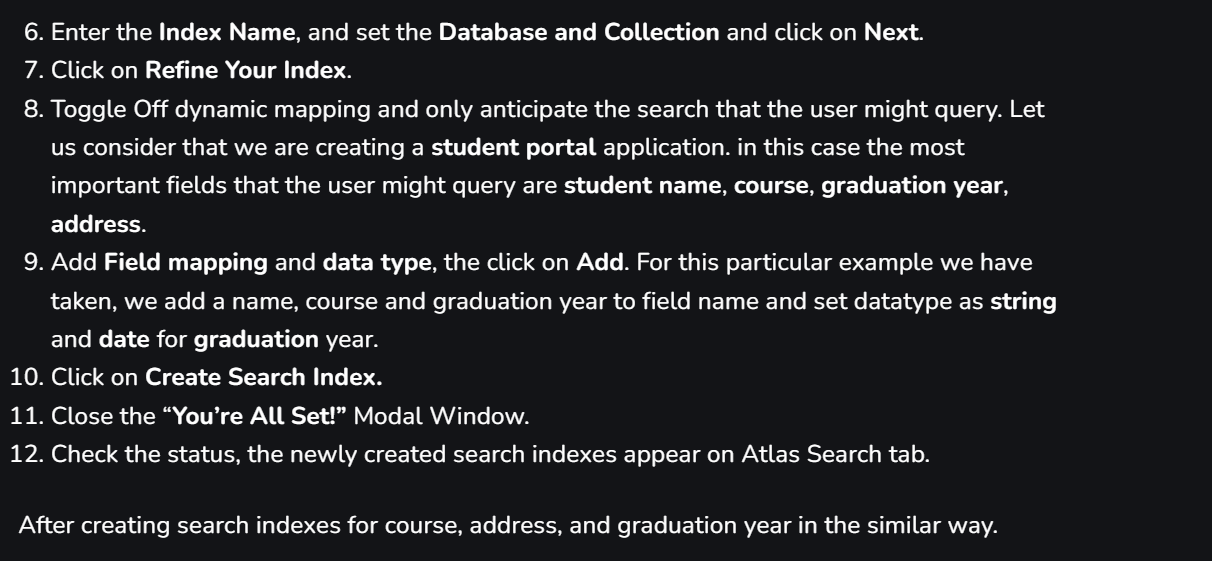 6. Enter the Index Name, and set the Database and Collection and click on Next.
7. Click on Refine Your Index.
8. Toggle Off dynamic mapping and only anticipate the search that the user might query. Let
us consider that we are creating a student portal application. in this case the most
important fields that the user might query are student name, course, graduation year,
address.
9. Add Field mapping and data type, the click on Add. For this particular example we have
taken, we add a name, course and graduation year to field name and set datatype as string
and date for graduation year.
10. Click on Create Search Index.
11. Close the “You’re All Set!” Modal Window.
12. Check the status, the newly created search indexes appear on Atlas Search tab.
After creating search indexes for course, address, and graduation year in the similar way.